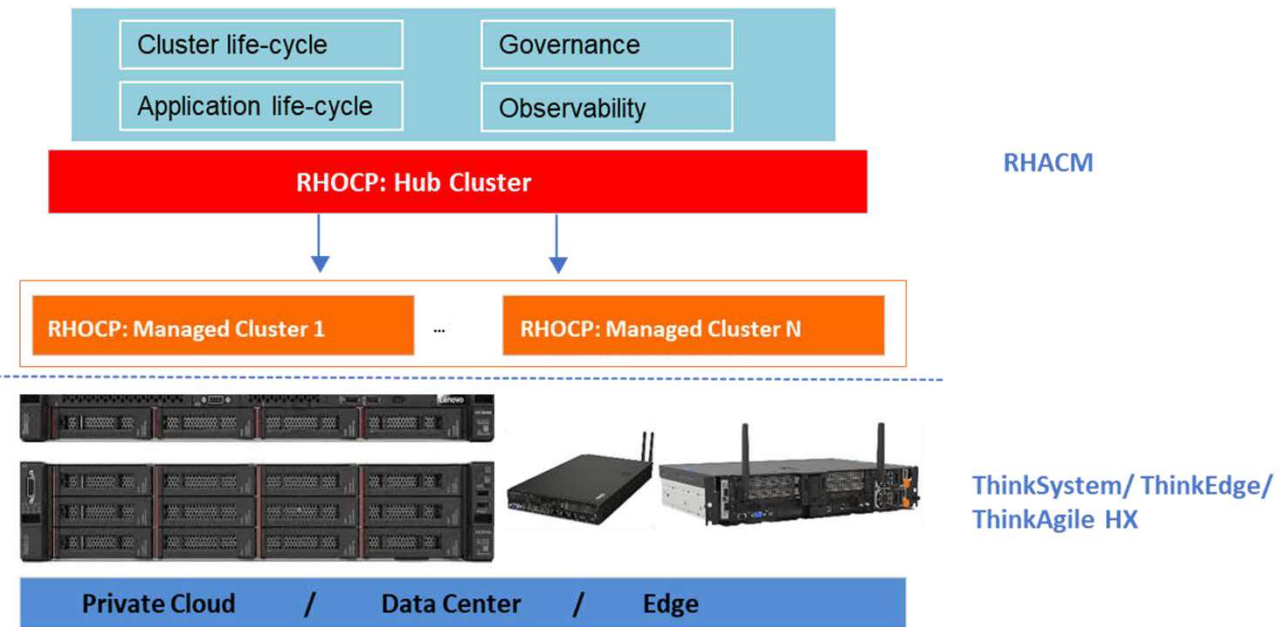 Cluster life-cycle
Governance
Application life-cycle
Observability
RHOCP: Hub Cluster
RHACM
RHOCP: Managed Cluster 1
...
RHOCP: Managed Cluster N
Lenovo
ThinkSystem/ ThinkEdge/
ThinkAgile HX
Private Cloud / Data Center / Edge